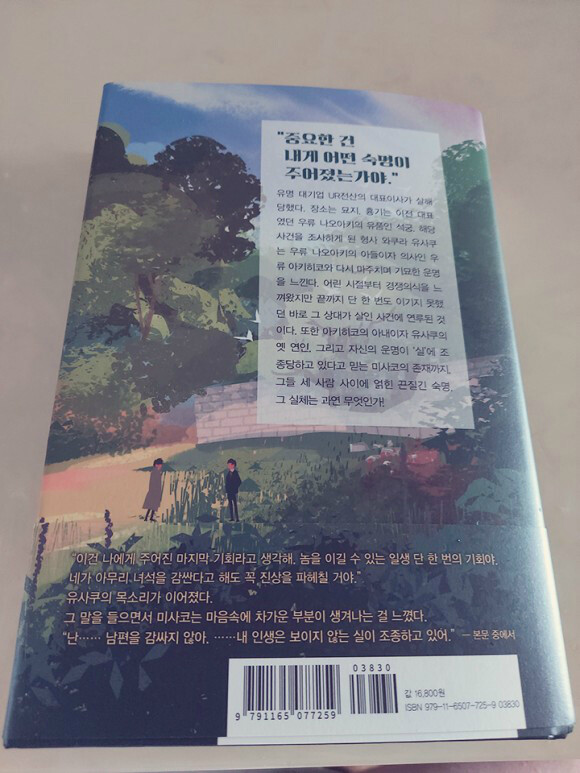 "중요한 건
내게 어떤 숙명이
주어졌는가야."
유명 대기업 UR전산의 대표이사가 살해
당했다. 장소는 묘지, 흉기는 이전 대표
였던 우류 나오아키의 유품인 석궁. 해당
사건을 조사하게 된 형사 와쿠라 유사쿠
는 우류 나오아키의 아들이자 의사인 우
류 아키히코와 다시 마주치며 기묘한 운명
을 느낀다. 어린 시절부터 경쟁의식을 느
껴왔지만 끝까지 단 한 번도 이기지 못했
던 바로 그 상대가 살인 사건에 연루된 것
이다. 또한 아키히코의 아내이자 유사쿠의
옛 연인, 그리고 자신의 운명이 '실'에 조
종당하고 있다고 믿는 미사코의 존재까지.
그들 세 사람 사이에 얽힌 끈질긴 숙명,
그 실체는 과연 무엇인가!
"이건 나에게 주어진 마지막 기회라고 생각해. 놈을 이길 수 있는 일생 단 한 번의 기회야.
네가 아무리 녀석을 감싼다고 해도 꼭 진상을 파헤칠 거야."
유사쿠의 목소리가 이어졌다.
그 말을 들으면서 미사코는 마음속에 차가운 부분이 생겨나는 걸 느꼈다.
"난…… 남편을 감싸지 않아. ……내 인생은 보이지 않는 실이 조종하고 있어." — 본문 중에서
03830
9 791165 077259
값 16,800원
ISBN 979-11-6507-725-9 03830